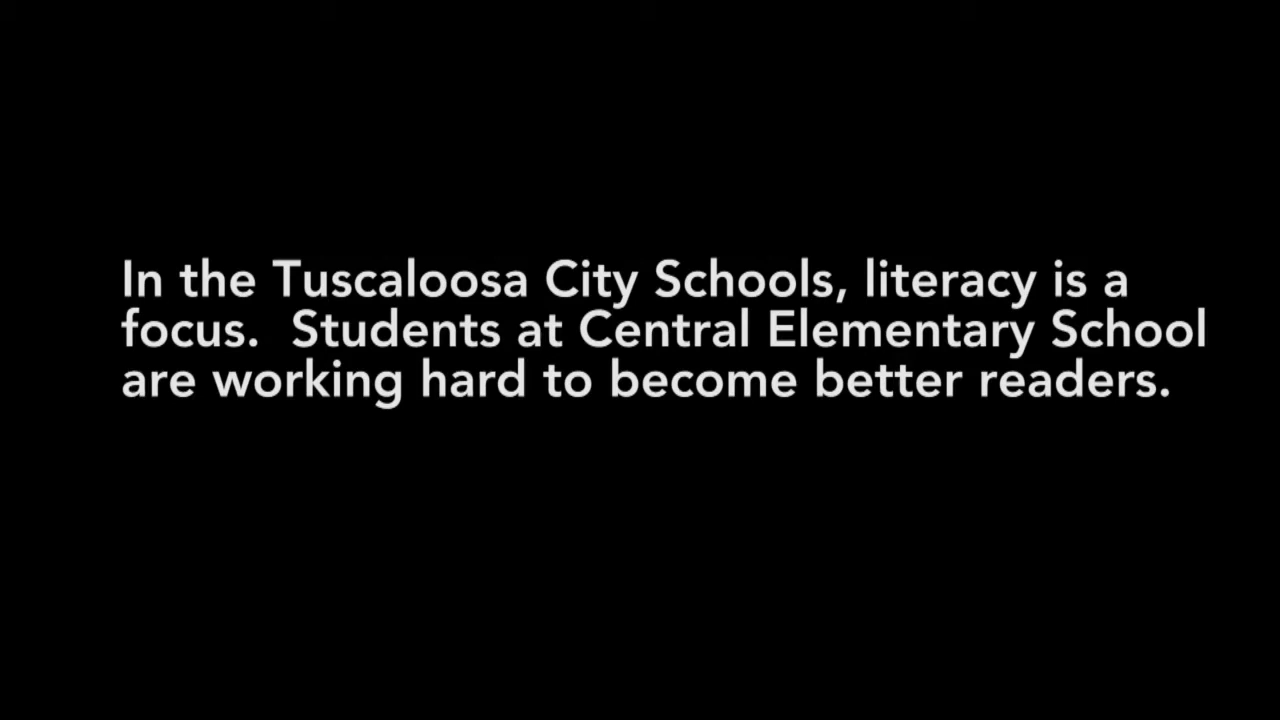 In the Tuscaloosa City Schools, literacy is a
focus.  Students at Central Elementary School
are working hard to become better readers.